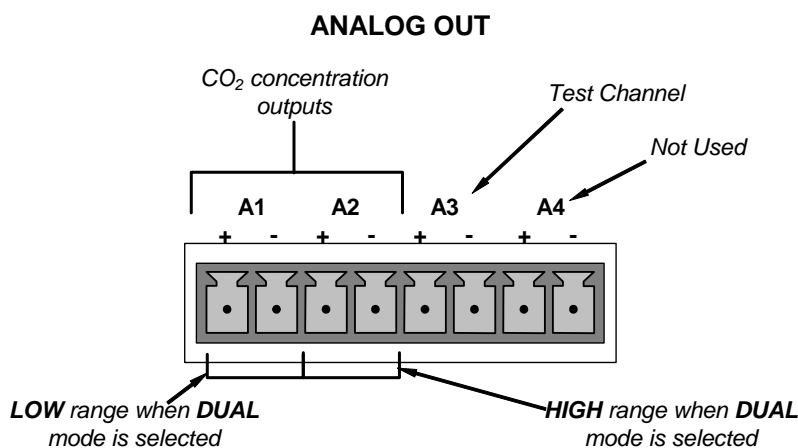 ANALOG OUT
CO₂ concentration
outputs
Test Channel
Not Used
A1 A2 A3 A4
+ - + - + - + -
LOW range when DUAL
mode is selected
HIGH range when DUAL
mode is selected